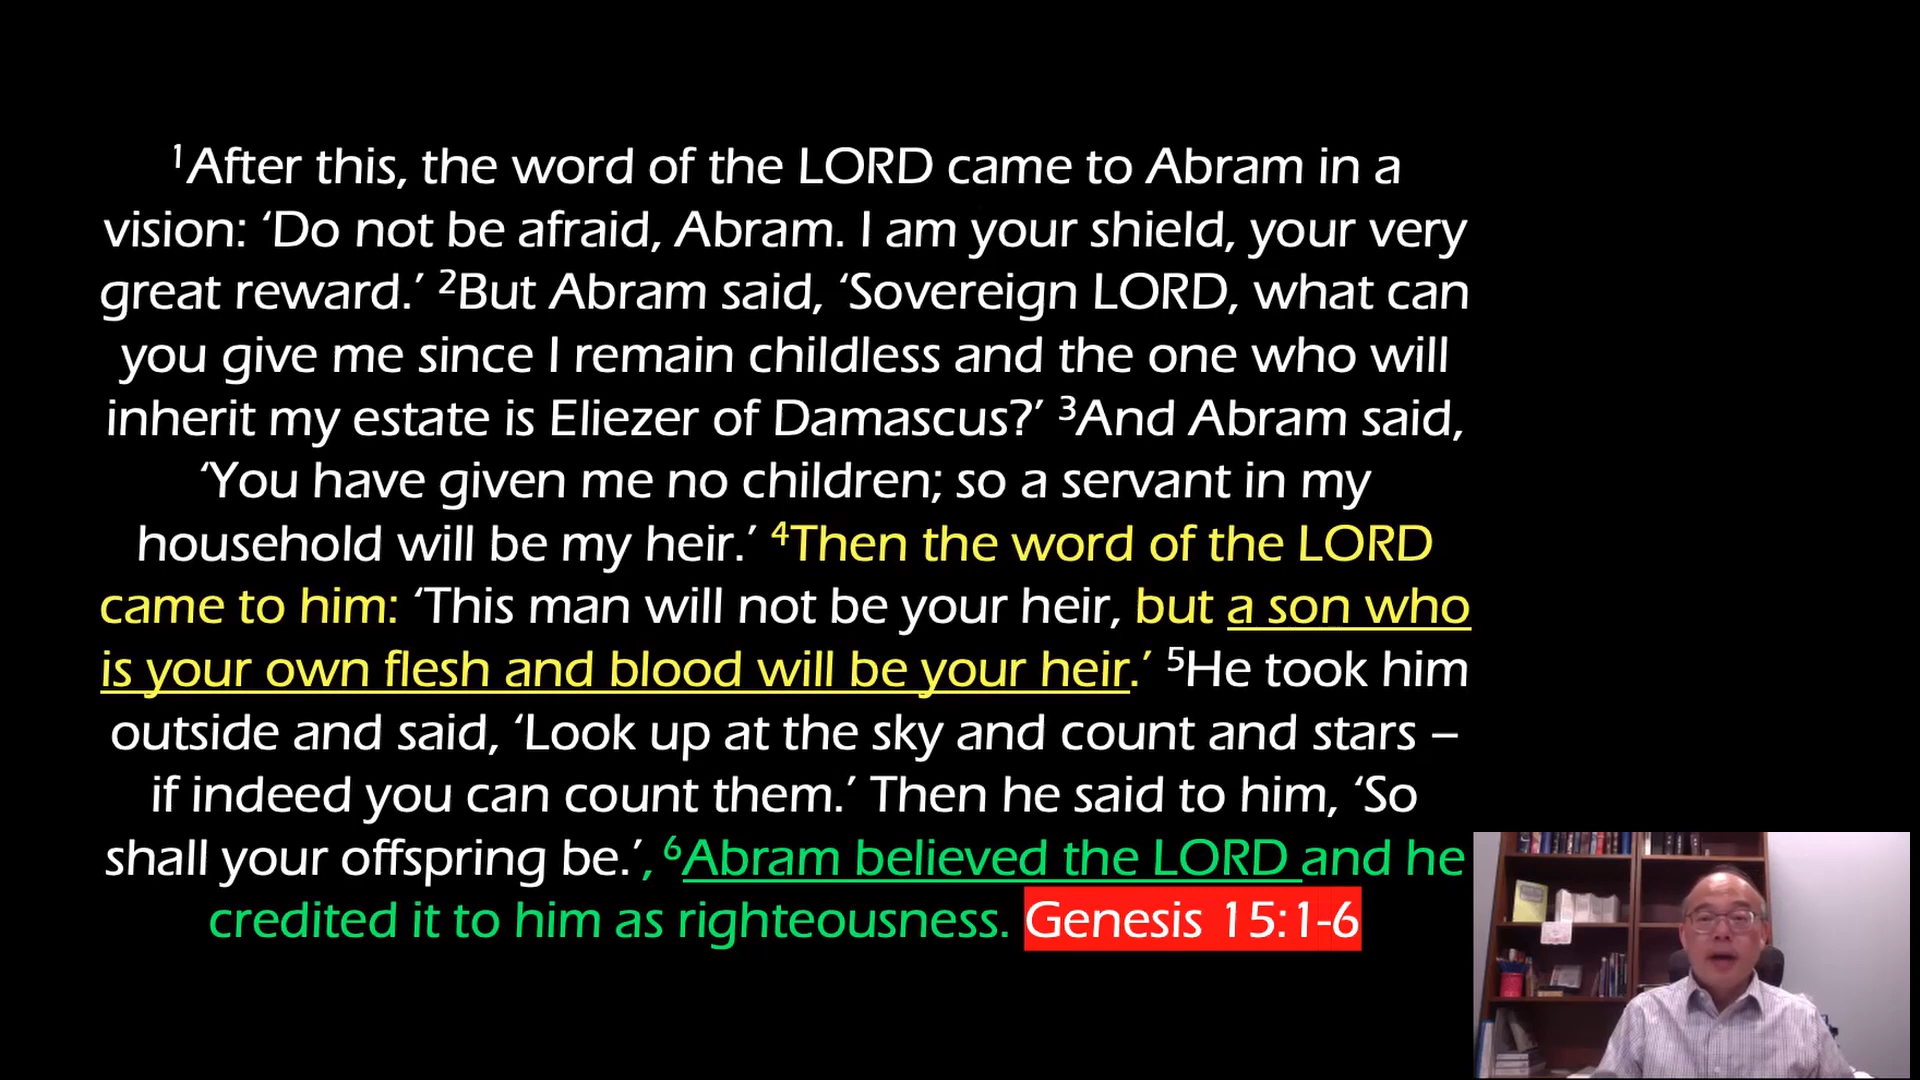 ¹After this, the word of the LORD came to Abram in a
vision: ‘Do not be afraid, Abram. I am your shield, your very
great reward.’ ²But Abram said, ‘Sovereign LORD, what can
you give me since I remain childless and the one who will
inherit my estate is Eliezer of Damascus?’ ³And Abram said,
‘You have given me no children; so a servant in my
household will be my heir.’ ⁴Then the word of the LORD
came to him: ‘This man will not be your heir, but a son who
is your own flesh and blood will be your heir.’ ⁵He took him
outside and said, ‘Look up at the sky and count and stars –
if indeed you can count them.’ Then he said to him, ‘So
shall your offspring be.’, ⁶Abram believed the LORD and he
credited it to him as righteousness. Genesis 15:1-6